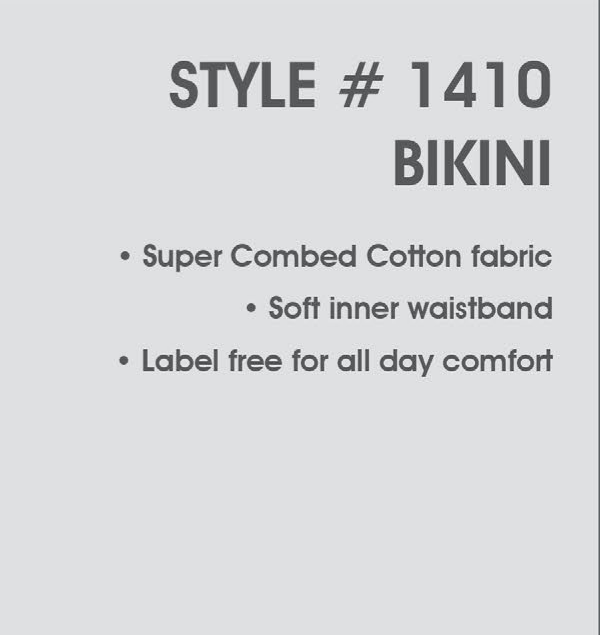 STYLE # 1410
BIKINI
• Super Combed Cotton fabric
• Soft inner waistband
• Label free for all day comfort